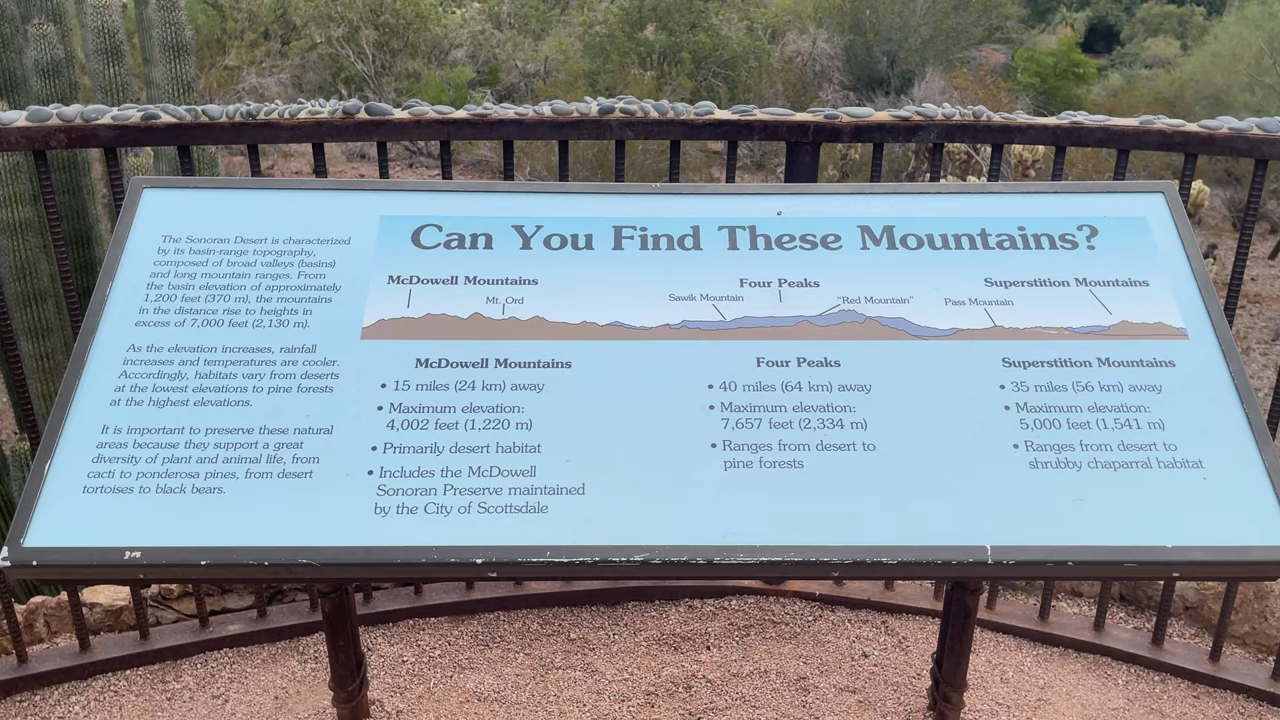 Can You Find These Mountains?
The Sonoran Desert is characterized
by its basin-range topography,
composed of broad valleys (basins)
and long mountain ranges. From
the basin elevation of approximately
1,200 feet (370 m), the mountains
in the distance rise to heights in
excess of 7,000 feet (2,130 m).
As the elevation increases, rainfall
increases and temperatures are cooler.
Accordingly, habitats vary from deserts
at the lowest elevations to pine forests
at the highest elevations.
It is important to preserve these natural
areas because they support a great
diversity of plant and animal life, from
cacti to ponderosa pines, from desert
tortoises to black bears.
McDowell Mountains
Mt. Ord
Four Peaks
Sawik Mountain
"Red Mountain"
Superstition Mountains
Pass Mountain
McDowell Mountains
• 15 miles (24 km) away
• Maximum elevation:
4,002 feet (1,220 m)
• Primarily desert habitat
• Includes the McDowell
Sonoran Preserve maintained
by the City of Scottsdale
Four Peaks
• 40 miles (64 km) away
• Maximum elevation:
7,657 feet (2,334 m)
• Ranges from desert to
pine forests
Superstition Mountains
• 35 miles (56 km) away
• Maximum elevation:
5,000 feet (1,541 m)
• Ranges from desert to
shrubby chaparral habitat